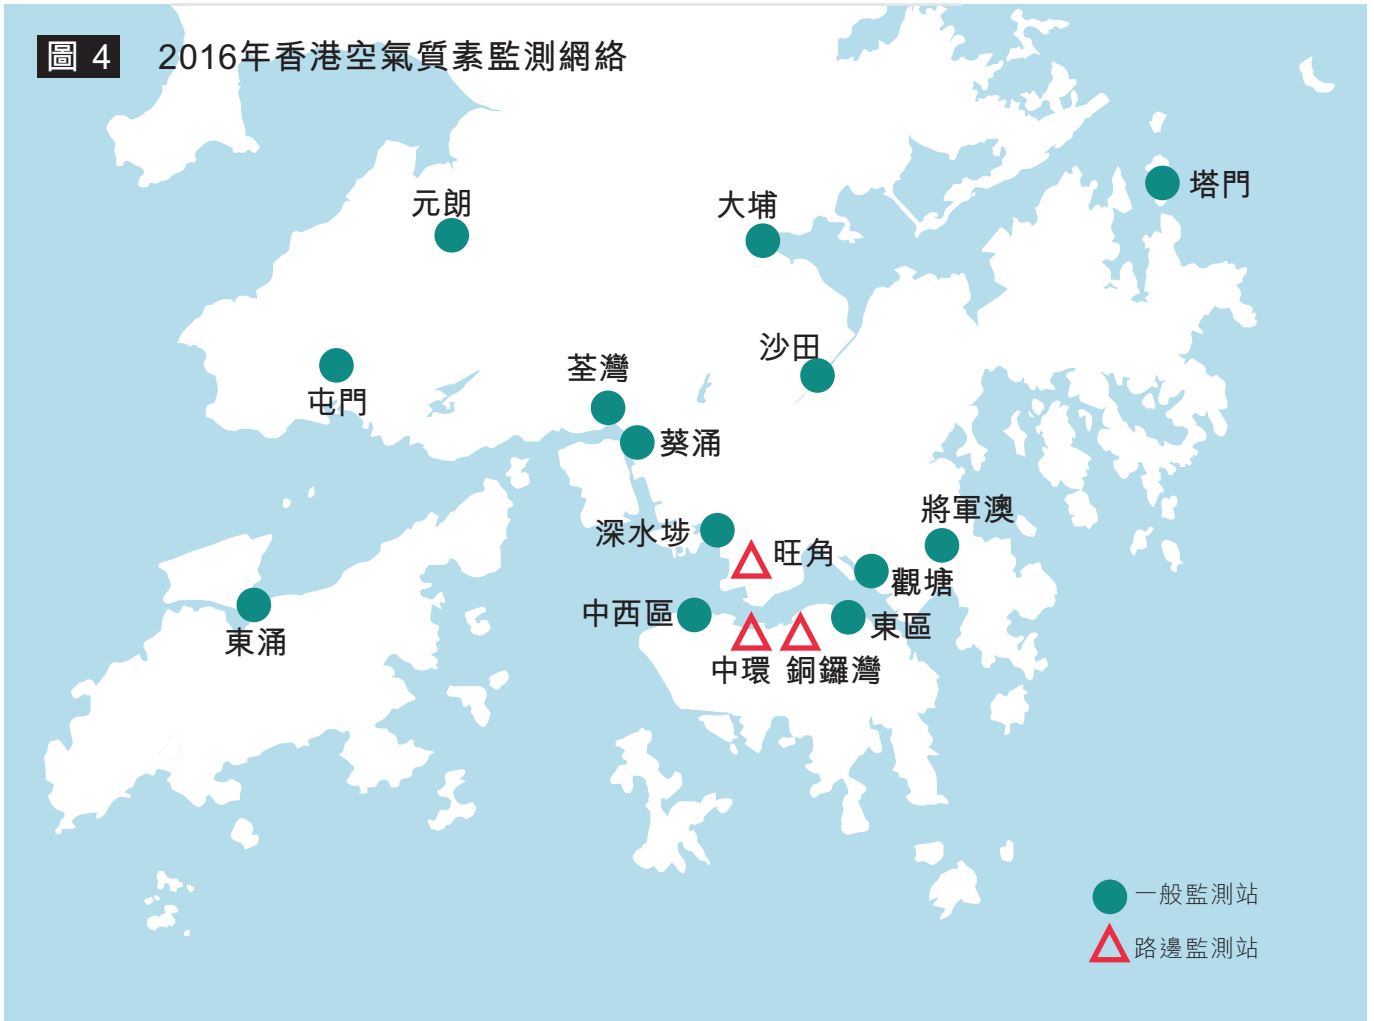 圖 4 2016年香港空氣質素監測網絡
元朗
大埔
塔門
沙田
荃灣
屯門
葵涌
將軍澳
深水埗
旺角
觀塘
中西區
東區
東涌
中環 銅鑼灣
一般監測站
路邊監測站